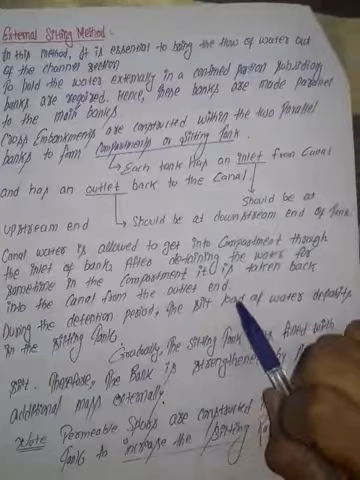 External Silting Method:
In this method, It is essential to bring the flow of water out
of the channel section
To hold the water externally in a confined portion subsidiary
banks are required. Hence, these banks are made parallel
to the main banks.
Cross Embankments are constructed within the two parallel
banks to form compartments or silting tank.
Each tank has an inlet from Canal
and has an outlet back to the Canal.
Should be at
upstream end
Should be at downstream end of tank.
Canal water is allowed to get into Compartment through
the inlet of bank, After detaining the water for
sometime in the Compartment it is taken back
into the Canal from the outlet end.
During the detention period, The silt load of water deposits
in the silting tank.
Gradually, The silting tank filled with
silt. Therefore, The bank is strengthened by
additional mass externally.
Note Permeable Spurs are constructed
tank to increase the silting